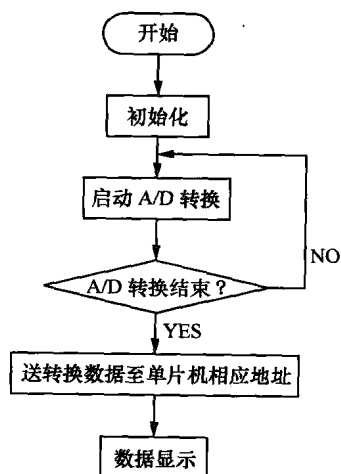 开始
初始化
启动 A/D 转换
NO
A/D 转换结束？
YES
送转换数据至单片机相应地址
数据显示